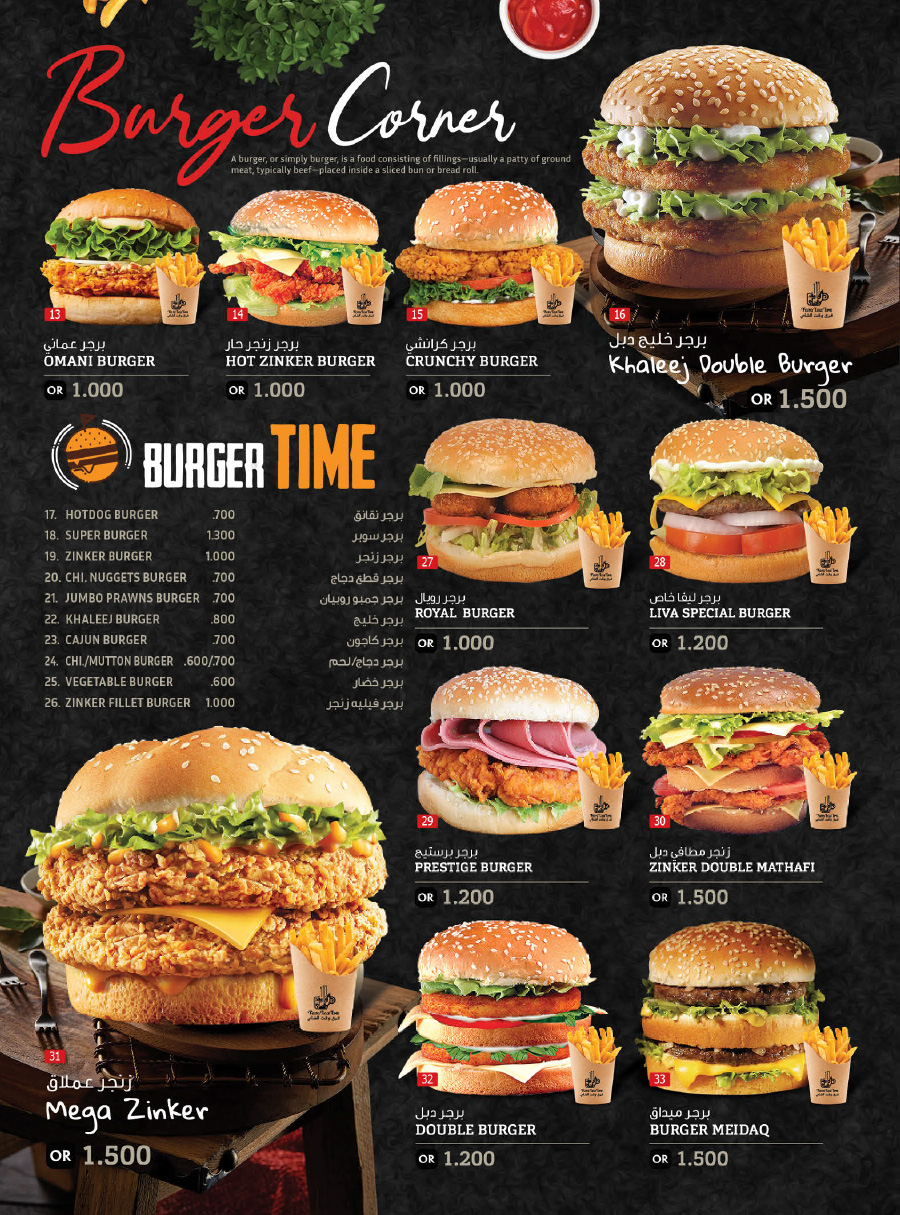 Burger Corner
A burger, or simply burger, is a food consisting of fillings—usually a patty of ground
meat, typically beef—placed inside a sliced bun or bread roll.
13
برجر عماني
OMANI BURGER
OR 1.000
14
برجر زنجر حار
HOT ZINKER BURGER
OR 1.000
15
برجر كرانشي
CRUNCHY BURGER
OR 1.000
16
برجر خليج دبل
Khaleej Double Burger
OR 1.500
BURGER TIME
17. HOTDOG BURGER .700 برجر نقانق
18. SUPER BURGER 1.300 برجر سوبر
19. ZINKER BURGER 1.000 برجر زنجر
20. CHI. NUGGETS BURGER .700 برجر قطع دجاج
21. JUMBO PRAWNS BURGER .700 برجر جمبو روبيان
22. KHALEEJ BURGER .800 برجر خليج
23. CAJUN BURGER .700 برجر كاجون
24. CHI./MUTTON BURGER .600/.700 برجر دجاج/لحم
25. VEGETABLE BURGER .600 برجر خضار
26. ZINKER FILLET BURGER 1.000 برجر فيليه زنجر
27
برجر رويال
ROYAL BURGER
OR 1.000
28
برجر ليفا خاص
LIVA SPECIAL BURGER
OR 1.200
29
برجر برستيج
PRESTIGE BURGER
OR 1.200
30
زنجر مطافي دبل
ZINKER DOUBLE MATHAFI
OR 1.500
31
زنجر عملاق
Mega Zinker
OR 1.500
32
برجر دبل
DOUBLE BURGER
OR 1.200
33
برجر ميداق
BURGER MEIDAQ
OR 1.500